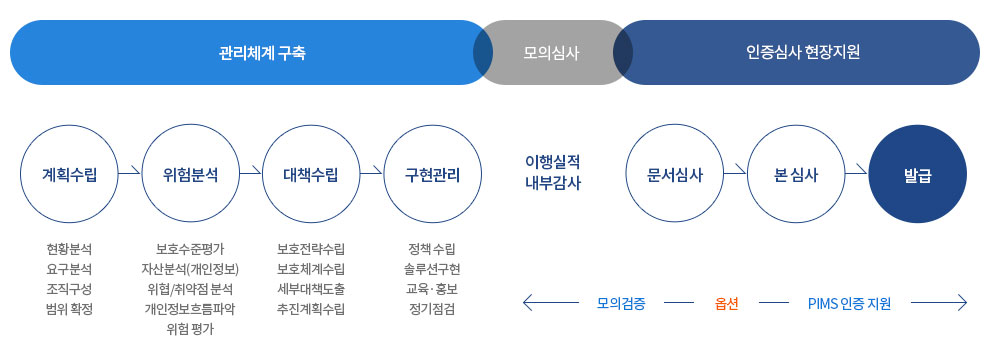 관리체계 구축
모의심사
인증심사 현장지원
계획수립
위험분석
대책수립
구현관리
이행실적
내부감사
문서심사
본 심사
발급
현황분석
요구분석
조직구성
범위 확정
보호수준평가
자산분석(개인정보)
위협/취약점 분석
개인정보흐름파악
위험 평가
보호전략수립
보호체계수립
세부대책도출
추진계획수립
정책 수립
솔루션구현
교육·홍보
정기점검
모의검증
옵션
PIMS 인증 지원